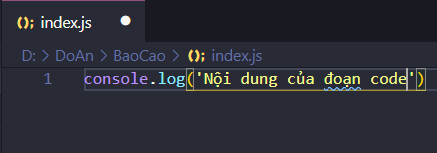 index.js
D: > DoAn > BaoCao > index.js
1 console.log('Nội dung của đoạn code')